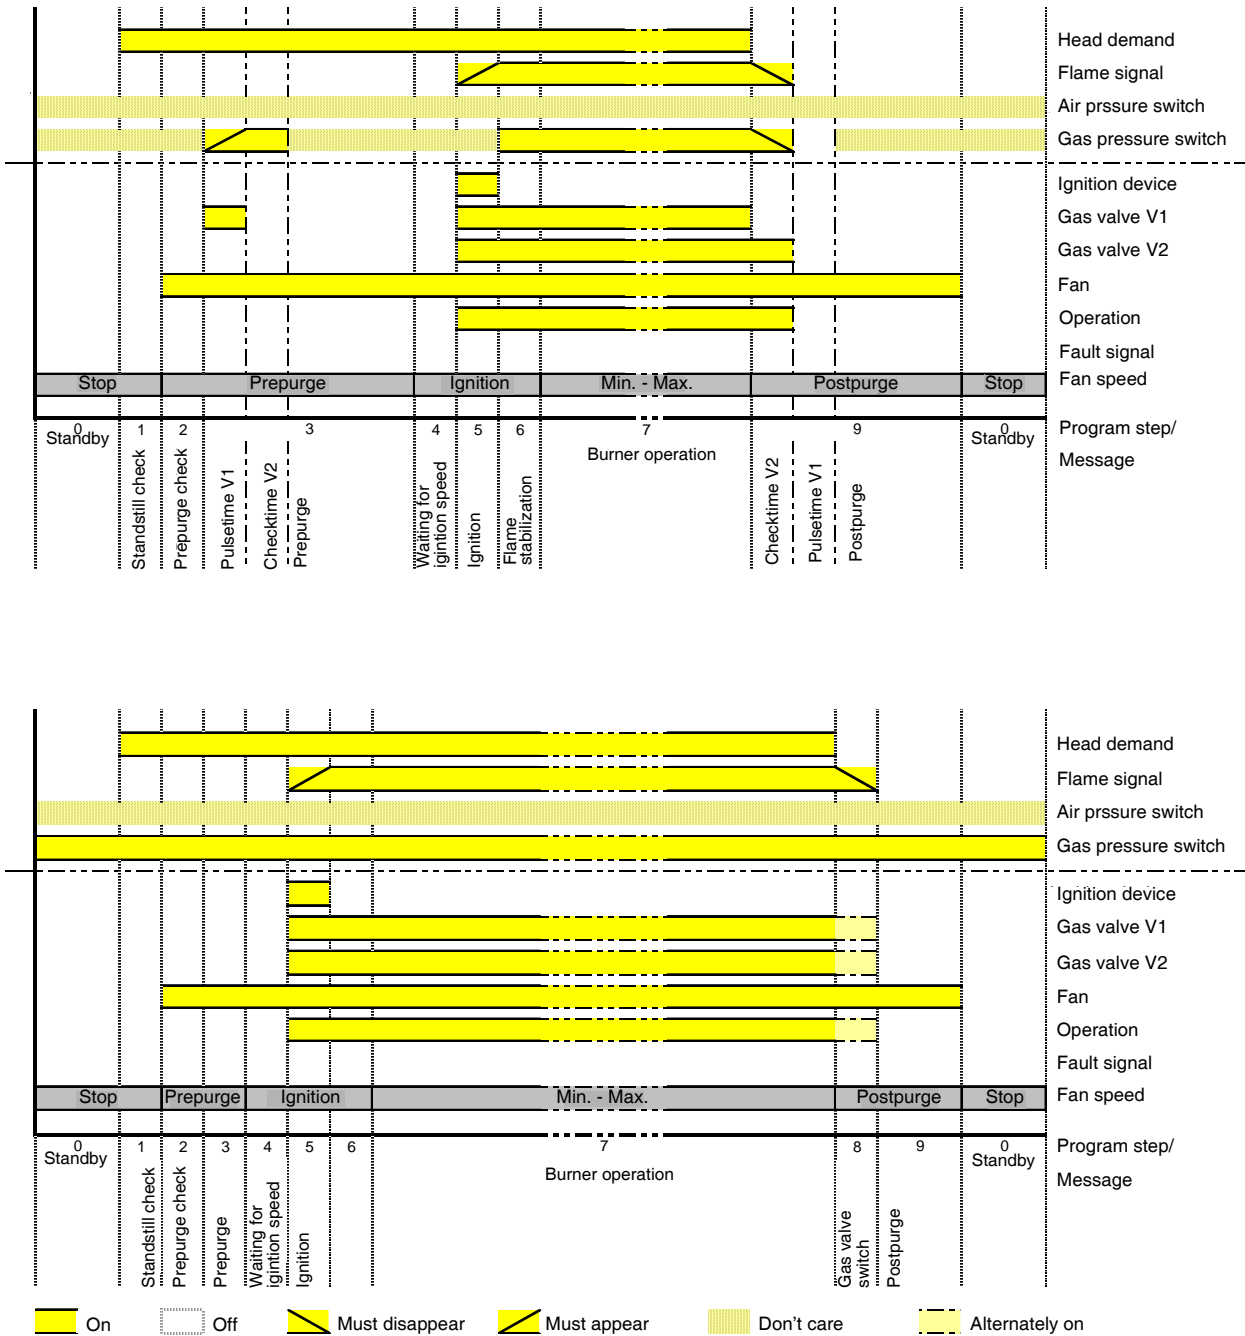 Head demand
Flame signal
Air prssure switch
Gas pressure switch
Ignition device
Gas valve V1
Gas valve V2
Fan
Operation
Fault signal
Stop Prepurge Ignition Min. - Max. Postpurge Stop Fan speed
0 1 2 3 4 5 6 7 9 0 Program step/
Standby Burner operation Standby Message
Standstill check
Prepurge check
Pulsetime V1
Checktime V2
Prepurge
Waiting for
igintion speed
Ignition
Flame
stabilization
Checktime V2
Pulsetime V1
Postpurge
Head demand
Flame signal
Air prssure switch
Gas pressure switch
Ignition device
Gas valve V1
Gas valve V2
Fan
Operation
Fault signal
Stop Prepurge Ignition Min. - Max. Postpurge Stop Fan speed
0 1 2 3 4 5 6 7 8 9 0 Program step/
Standby Burner operation Standby Message
Standstill check
Prepurge check
Prepurge
Waiting for
igintion speed
Ignition
Gas valve
switch
Postpurge
On Off Must disappear Must appear Don't care Alternately on